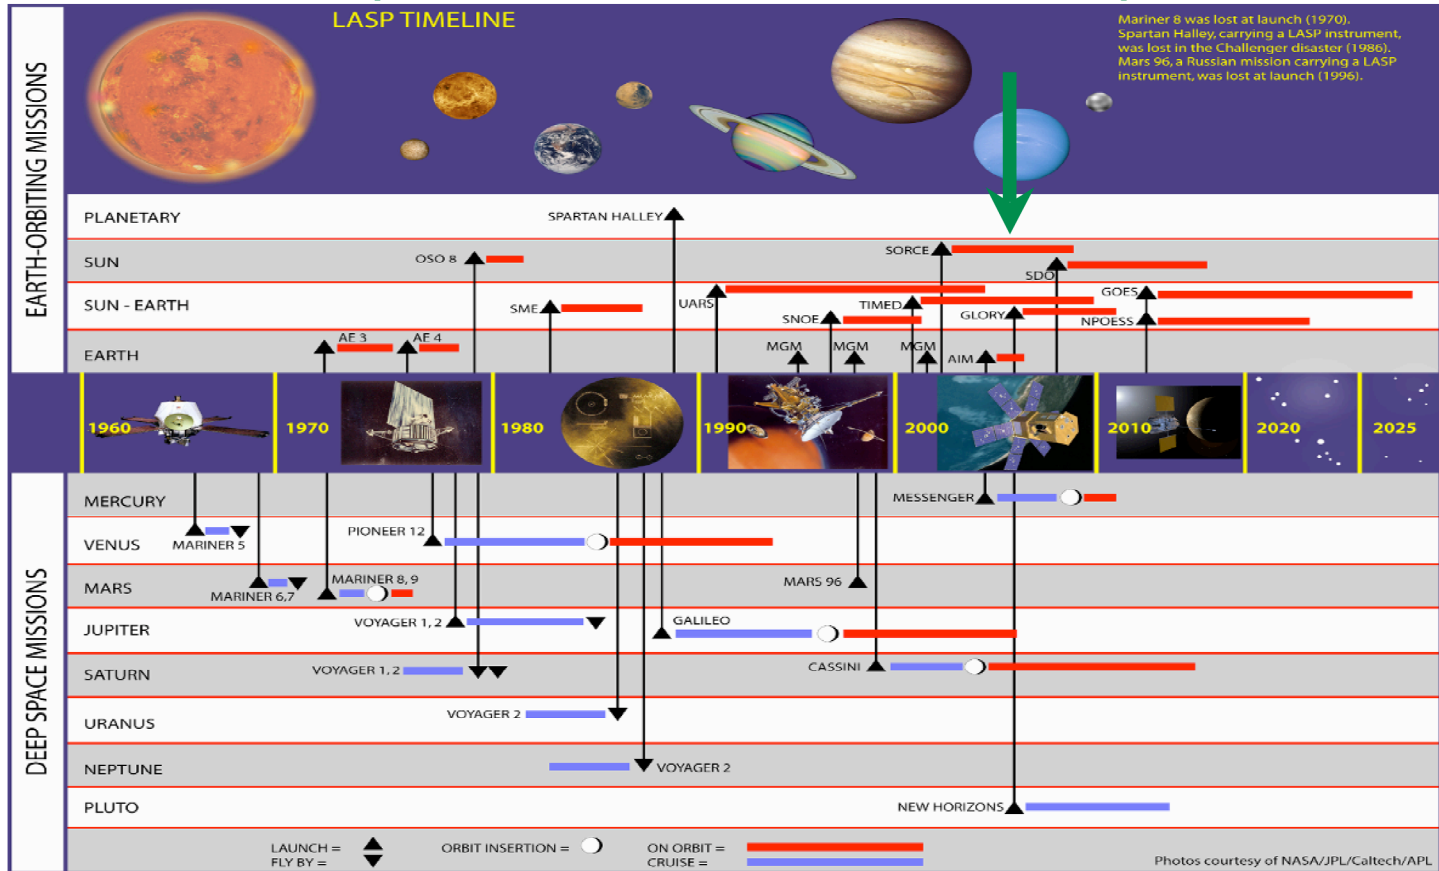 LASP TIMELINE
Mariner 8 was lost at launch (1970).
Spartan Halley, carrying a LASP instrument,
was lost in the Challenger disaster (1986).
Mars 96, a Russian mission carrying a LASP
instrument, was lost at launch (1996).
EARTH-ORBITING MISSIONS
PLANETARY
SPARTAN HALLEY
SUN
OSO 8
SORCE
SDO
SUN - EARTH
SME
UARS
SNOE
TIMED
GLORY
GOES
NPOESS
EARTH
AE 3
AE 4
MGM
MGM
MGM
AIM
1960
1970
1980
1990
2000
2010
2020
2025
DEEP SPACE MISSIONS
MERCURY
MESSENGER
VENUS
MARINER 5
PIONEER 12
MARS
MARINER 6,7
MARINER 8, 9
MARS 96
JUPITER
VOYAGER 1, 2
GALILEO
SATURN
VOYAGER 1, 2
CASSINI
URANUS
VOYAGER 2
NEPTUNE
VOYAGER 2
PLUTO
NEW HORIZONS
LAUNCH =
FLY BY =
ORBIT INSERTION =
ON ORBIT =
CRUISE =
Photos courtesy of NASA/JPL/Caltech/APL